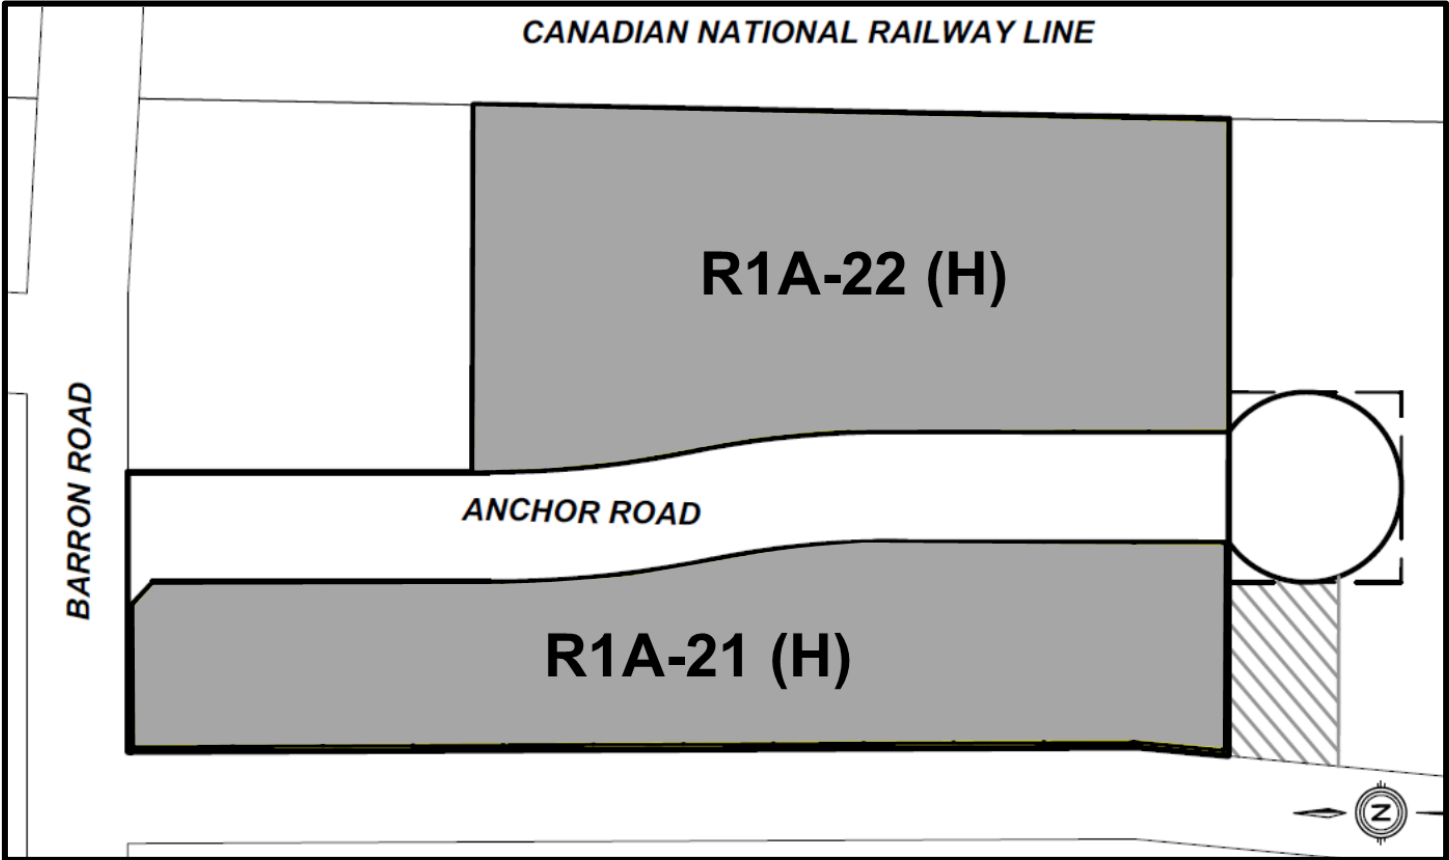 CANADIAN NATIONAL RAILWAY LINE
R1A-22 (H)
BARRON ROAD
ANCHOR ROAD
R1A-21 (H)
N